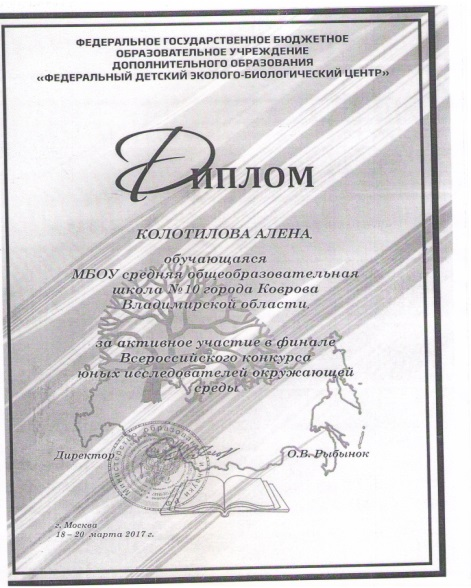 ФЕДЕРАЛЬНОЕ ГОСУДАРСТВЕННОЕ БЮДЖЕТНОЕ
ОБРАЗОВАТЕЛЬНОЕ УЧРЕЖДЕНИЕ
ДОПОЛНИТЕЛЬНОГО ОБРАЗОВАНИЯ
«ФЕДЕРАЛЬНЫЙ ДЕТСКИЙ ЭКОЛОГО-БИОЛОГИЧЕСКИЙ ЦЕНТР»
ДИПЛОМ
КОЛОТИЛОВА АЛЕНА,
обучающаяся
МБОУ средняя общеобразовательная
школа №10 города Коврова
Владимирской области,
за активное участие в финале
Всероссийского конкурса
юных исследователей окружающей
среды
Директор О.В. Рыбынок
г. Москва
18 – 20 марта 2017 г.